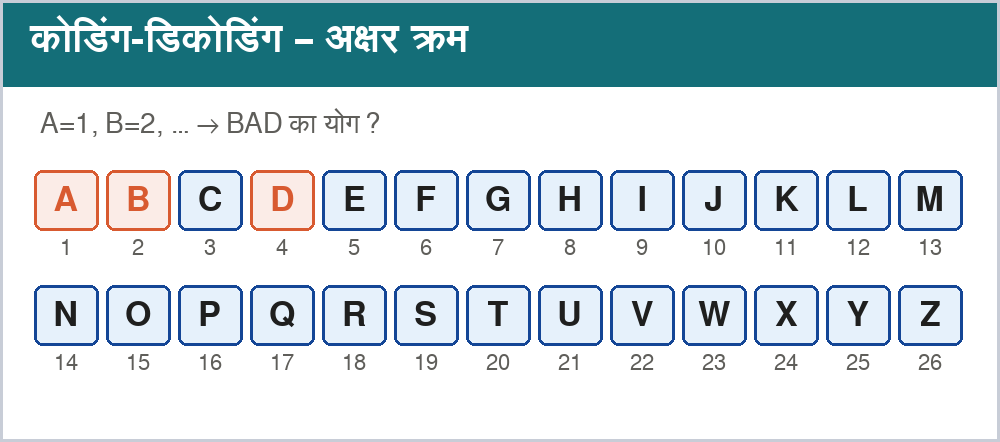 कोडिंग-डिकोडिंग – अक्षर क्रम
A=1, B=2, ... → BAD का योग ?
A B C D E F G H I J K L M
1 2 3 4 5 6 7 8 9 10 11 12 13
N O P Q R S T U V W X Y Z
14 15 16 17 18 19 20 21 22 23 24 25 26